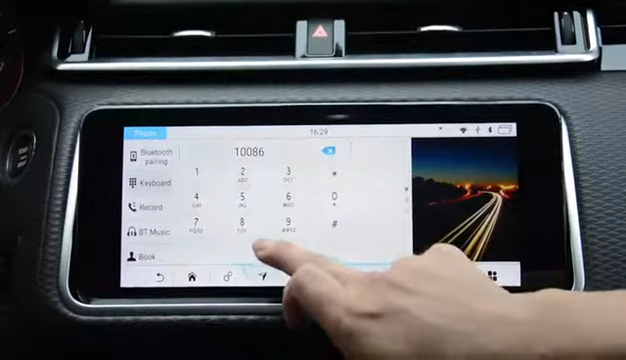 Phone
16:29
Bluetooth
pairing
10086
Keyboard
1 2 3 *
ABC DEF
Record
4 5 6 0
GHI JKL MNO +
BT Music
7 8 9 #
PQRS TUV WXYZ
Book